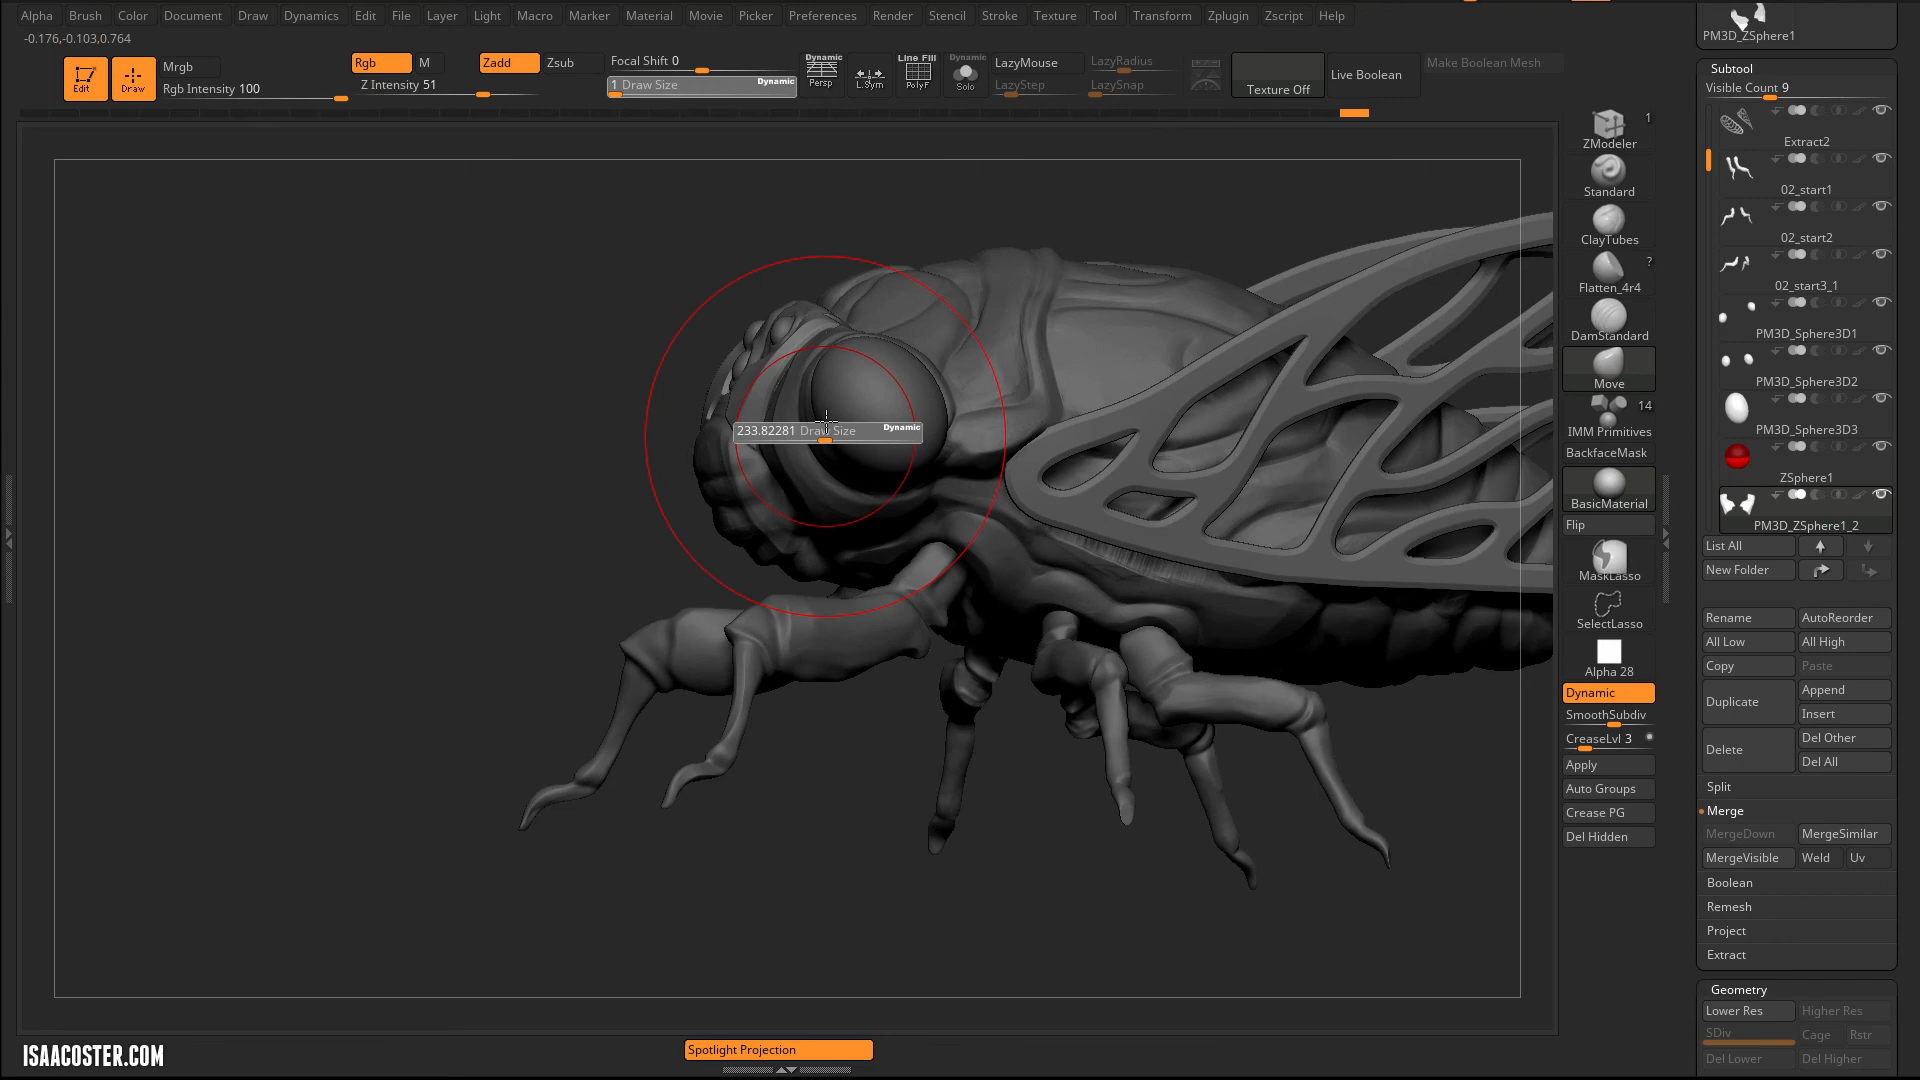 Alpha Brush Color Document Draw Dynamics Edit File Layer Light Macro Marker Material Movie Picker Preferences Render Stencil Stroke Texture Tool Transform Zplugin Zscript Help
-0.176,-0.103,0.764
Edit
Draw
Mrgb
Rgb Intensity 100
Rgb
M
Z Intensity 51
Zadd
Zsub
Focal Shift 0
1 Draw Size Dynamic
Dynamic
Persp
L.Sym
Line Fill
PolyF
Dynamic
Solo
LazyMouse
LazyStep
LazyRadius
LazySnap
Texture Off
Live Boolean
Make Boolean Mesh
233.82281 Draw Size Dynamic
1
ZModeler
Standard
ClayTubes
?
Flatten_4r4
DamStandard
Move
14
IMM Primitives
BackfaceMask
BasicMaterial
Flip
MaskLasso
SelectLasso
Alpha 28
Dynamic
SmoothSubdiv
CreaseLvl 3
Apply
Auto Groups
Crease PG
Del Hidden
PM3D_ZSphere1
Subtool
Visible Count 9
Extract2
02_start1
02_start2
02_start3_1
PM3D_Sphere3D1
PM3D_Sphere3D2
PM3D_Sphere3D3
ZSphere1
PM3D_ZSphere1_2
List All
New Folder
Rename AutoReorder
All Low All High
Copy Paste
Duplicate Append
Insert
Delete Del Other
Del All
Split
Merge
MergeDown MergeSimilar
MergeVisible Weld Uv
Boolean
Remesh
Project
Extract
Geometry
Lower Res Higher Res
SDiv Cage Rstr
Del Lower Del Higher
ISAACOSTER.COM
Spotlight Projection